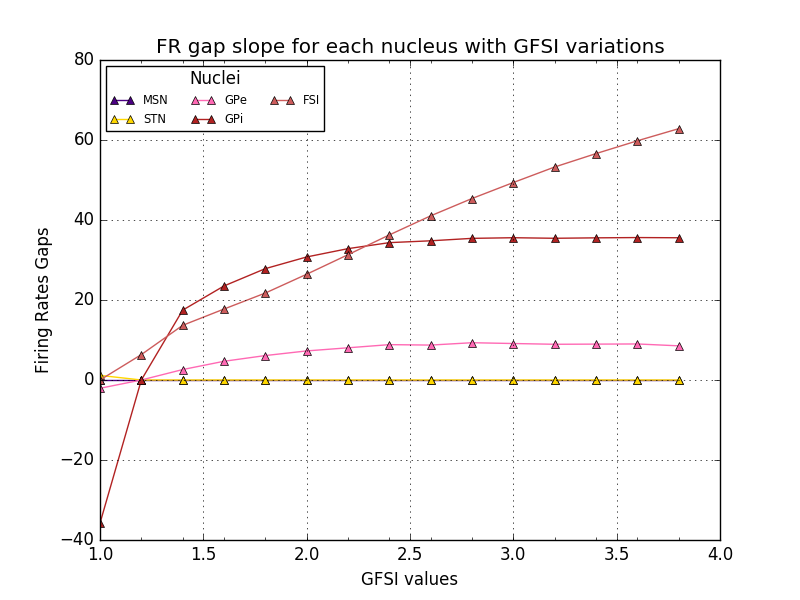 FR gap slope for each nucleus with GFSI variations
Nuclei
MSN GPe FSI
STN GPi
80
60
40
20
0
−20
−40
1.0 1.5 2.0 2.5 3.0 3.5 4.0
Firing Rates Gaps
GFSI values